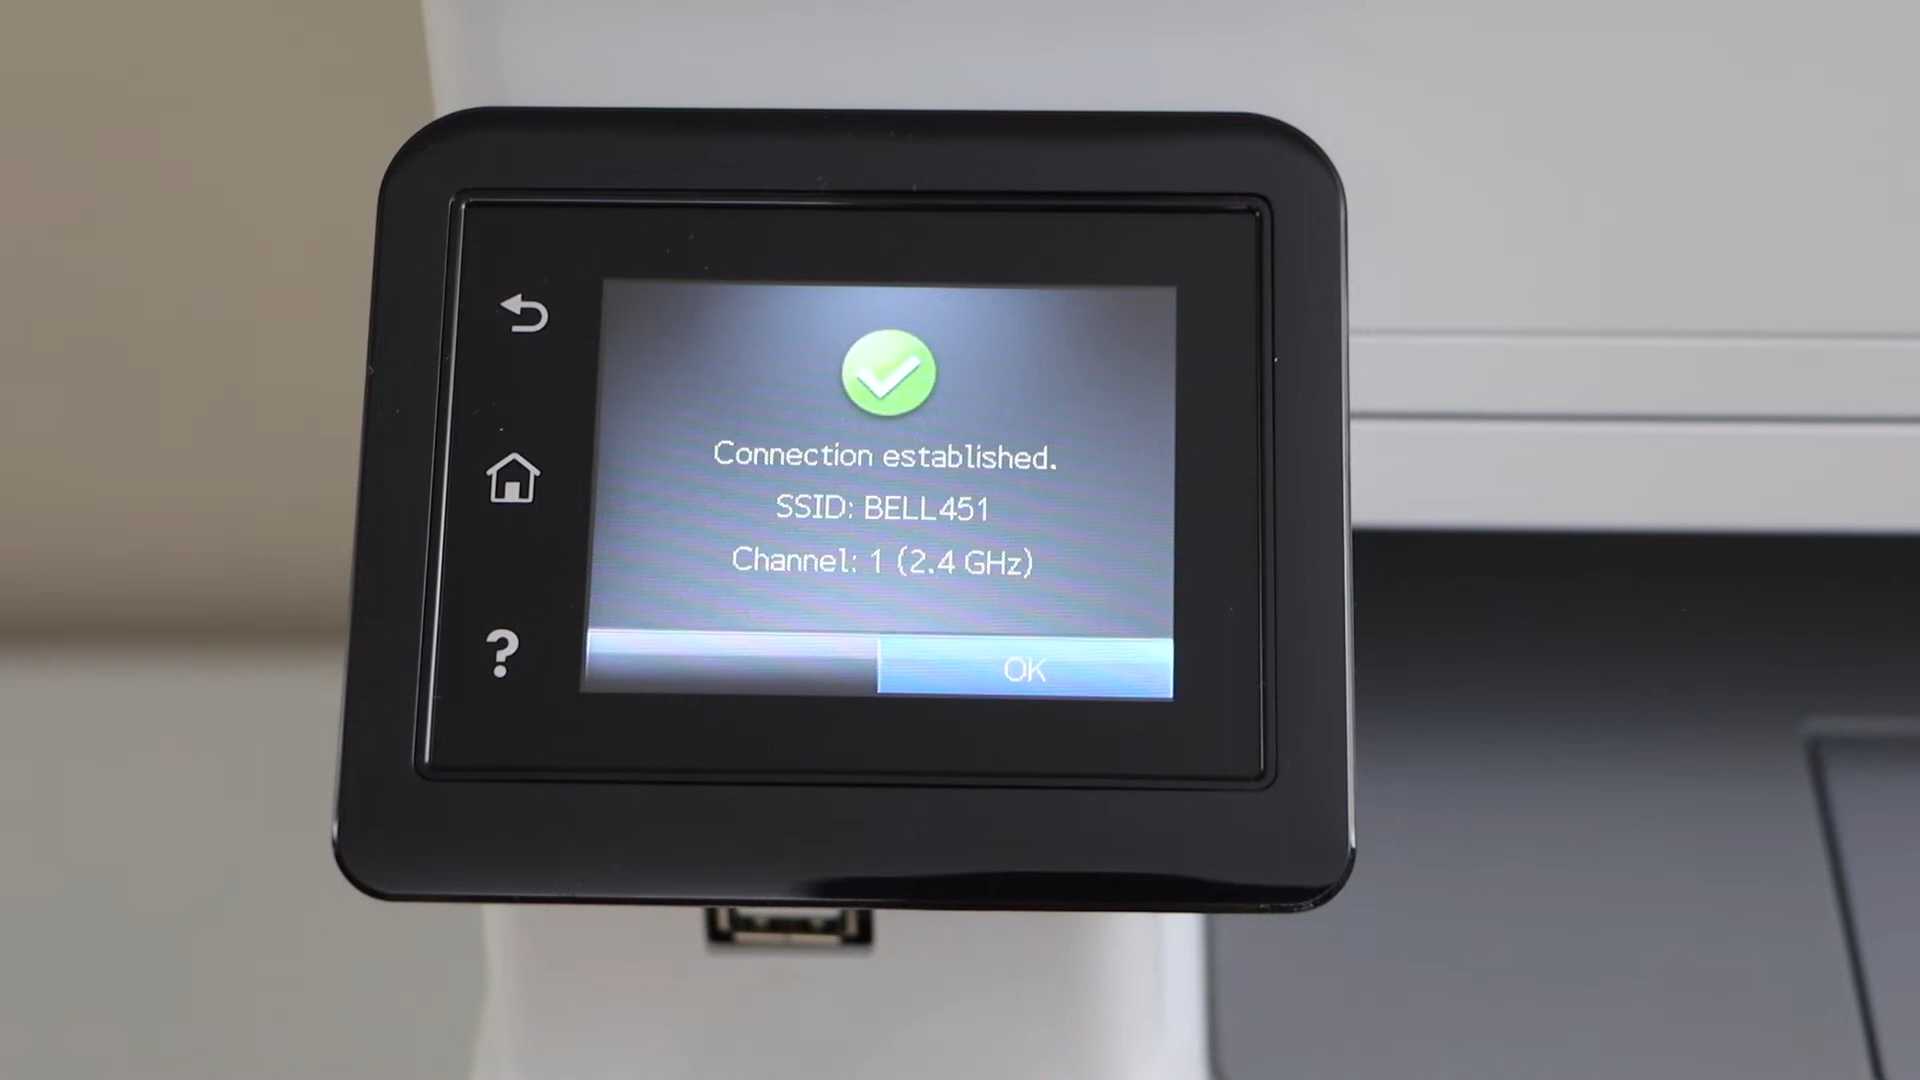 Connection established.
SSID: BELL451
Channel: 1 (2.4 GHz)
?
OK